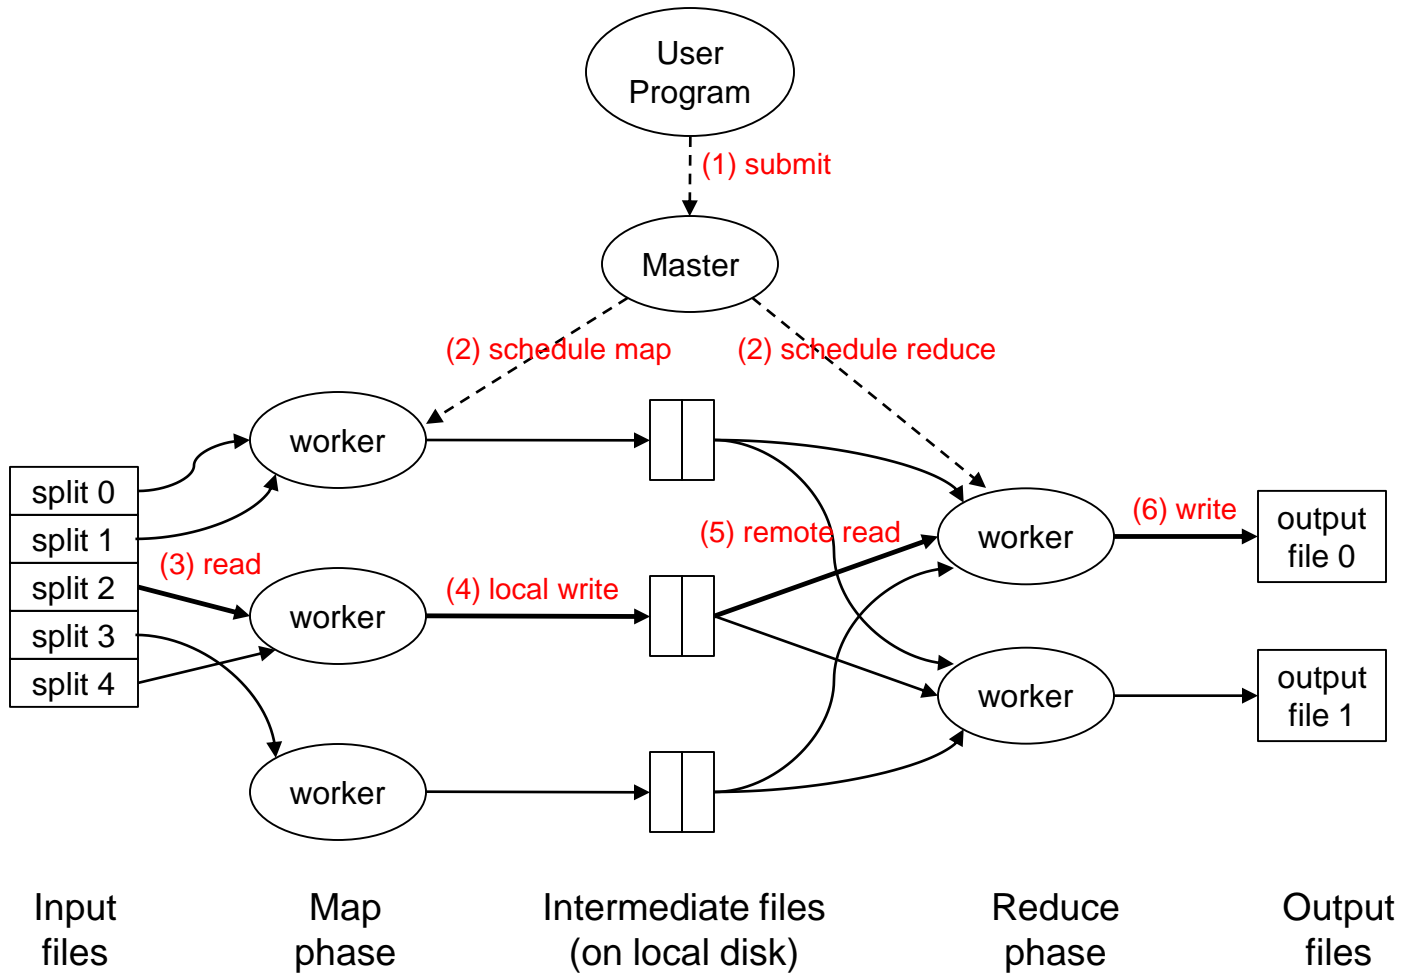 User
Program
(1) submit
Master
(2) schedule map
(2) schedule reduce
worker
split 0
split 1
split 2
split 3
split 4
(3) read
worker
(4) local write
worker
(5) remote read
worker
(6) write
output
file 0
worker
output
file 1
Input
files
Map
phase
Intermediate files
(on local disk)
Reduce
phase
Output
files